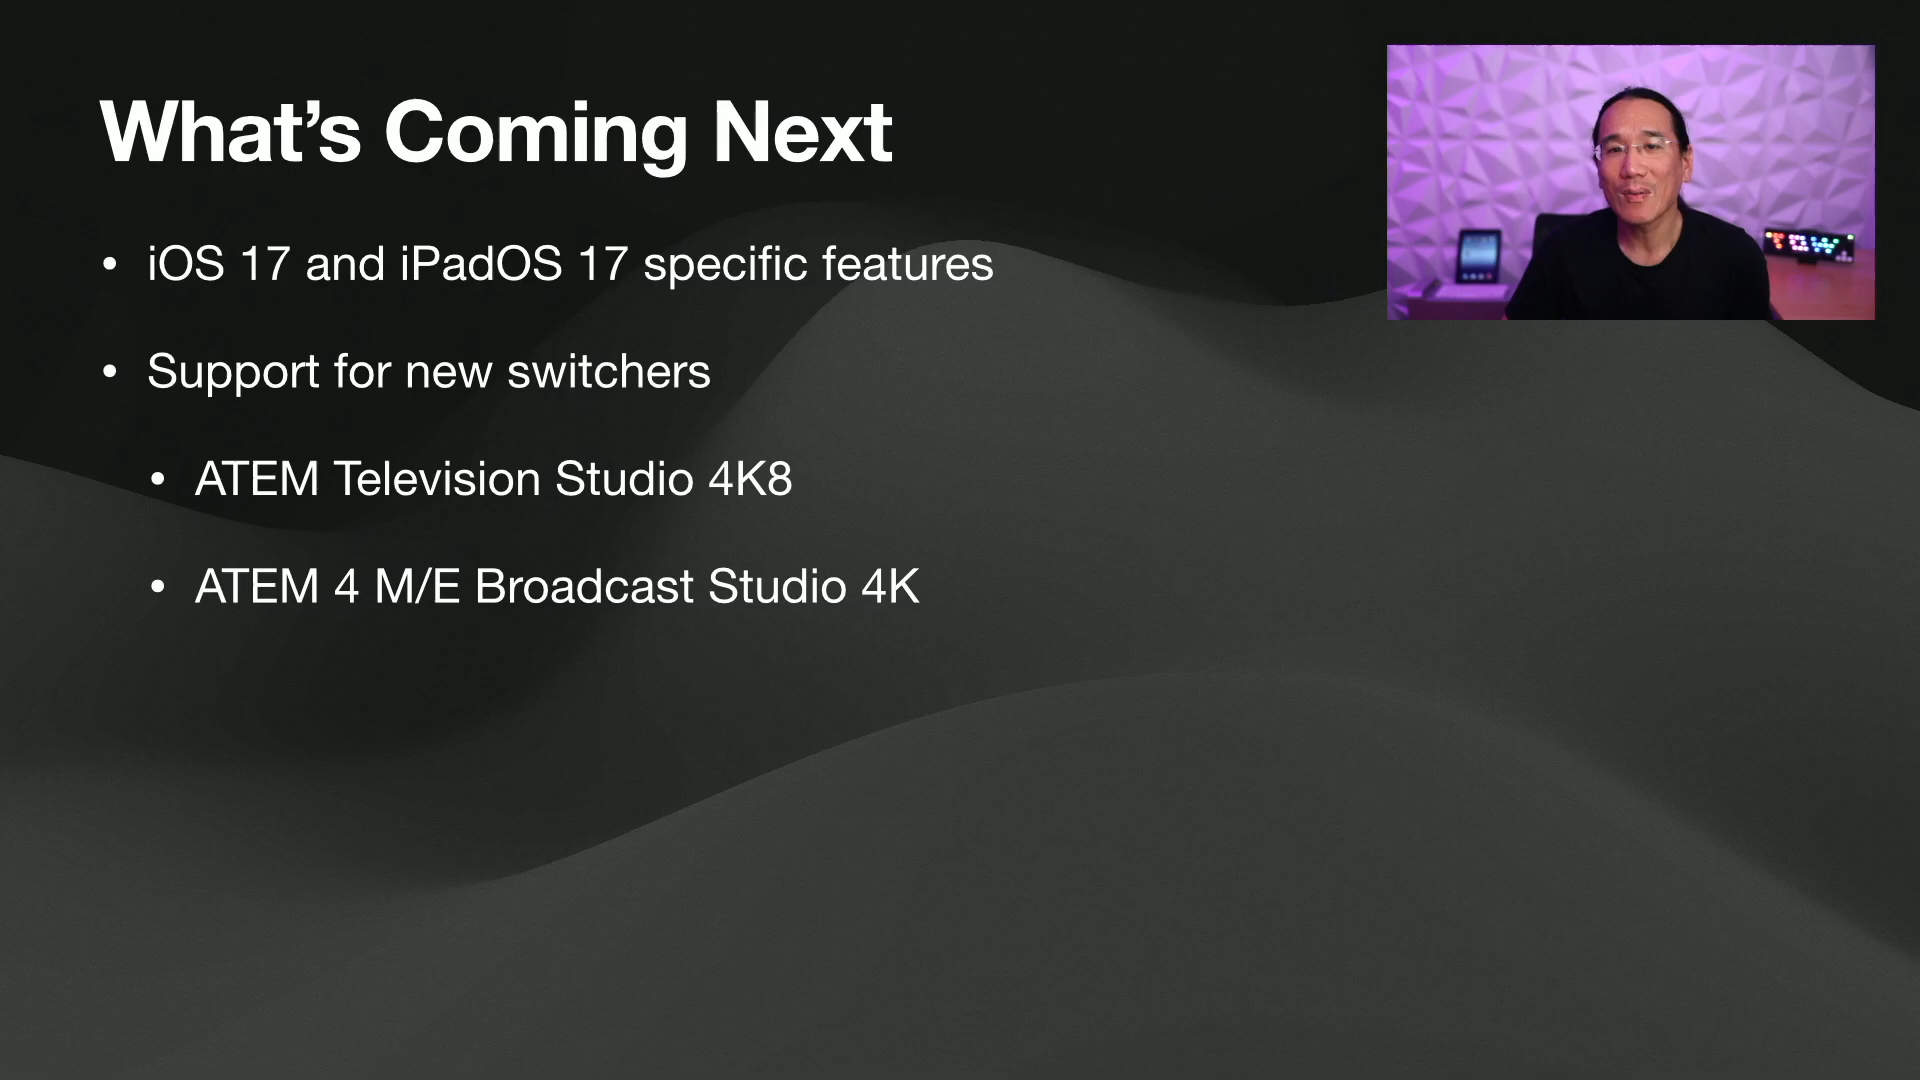 What’s Coming Next
• iOS 17 and iPadOS 17 specific features
• Support for new switchers
• ATEM Television Studio 4K8
• ATEM 4 M/E Broadcast Studio 4K